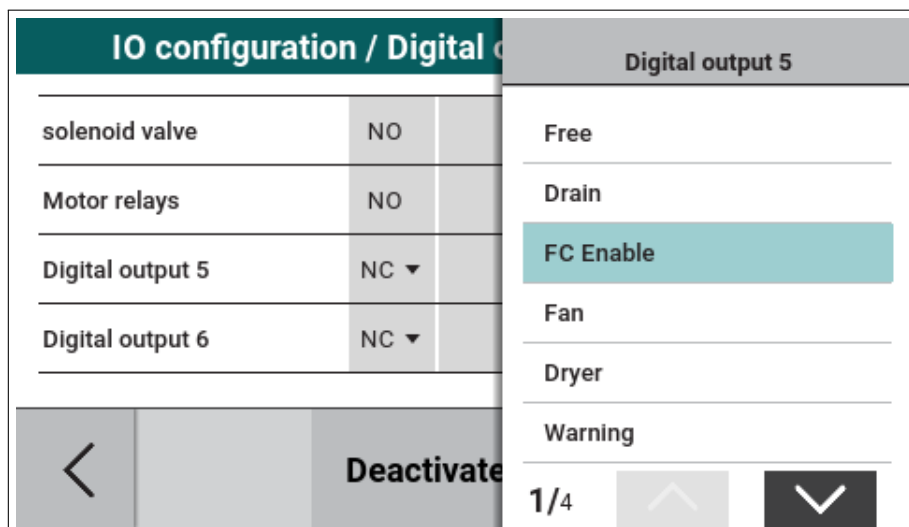 IO configuration / Digital
solenoid valve NO
Motor relays NO
Digital output 5 NC
Digital output 6 NC
Deactivate
Digital output 5
Free
Drain
FC Enable
Fan
Dryer
Warning
1/4